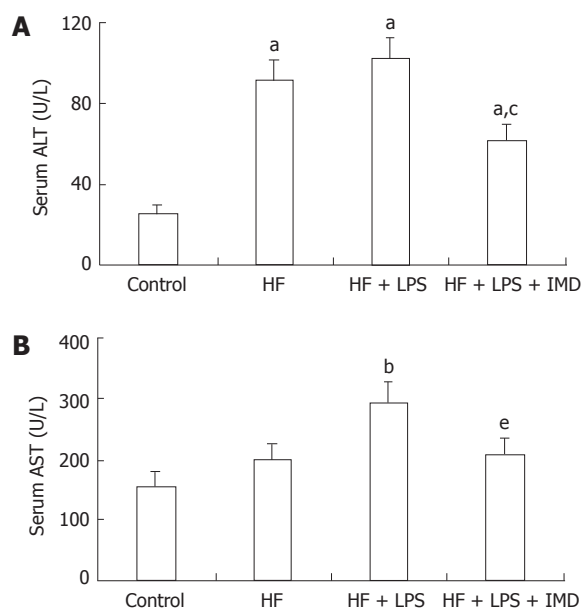 A
120
80
40
0
Serum ALT (U/L)
a
a
a,c
Control HF HF + LPS HF + LPS + IMD
B
400
300
200
100
0
Serum AST (U/L)
b
e
Control HF HF + LPS HF + LPS + IMD